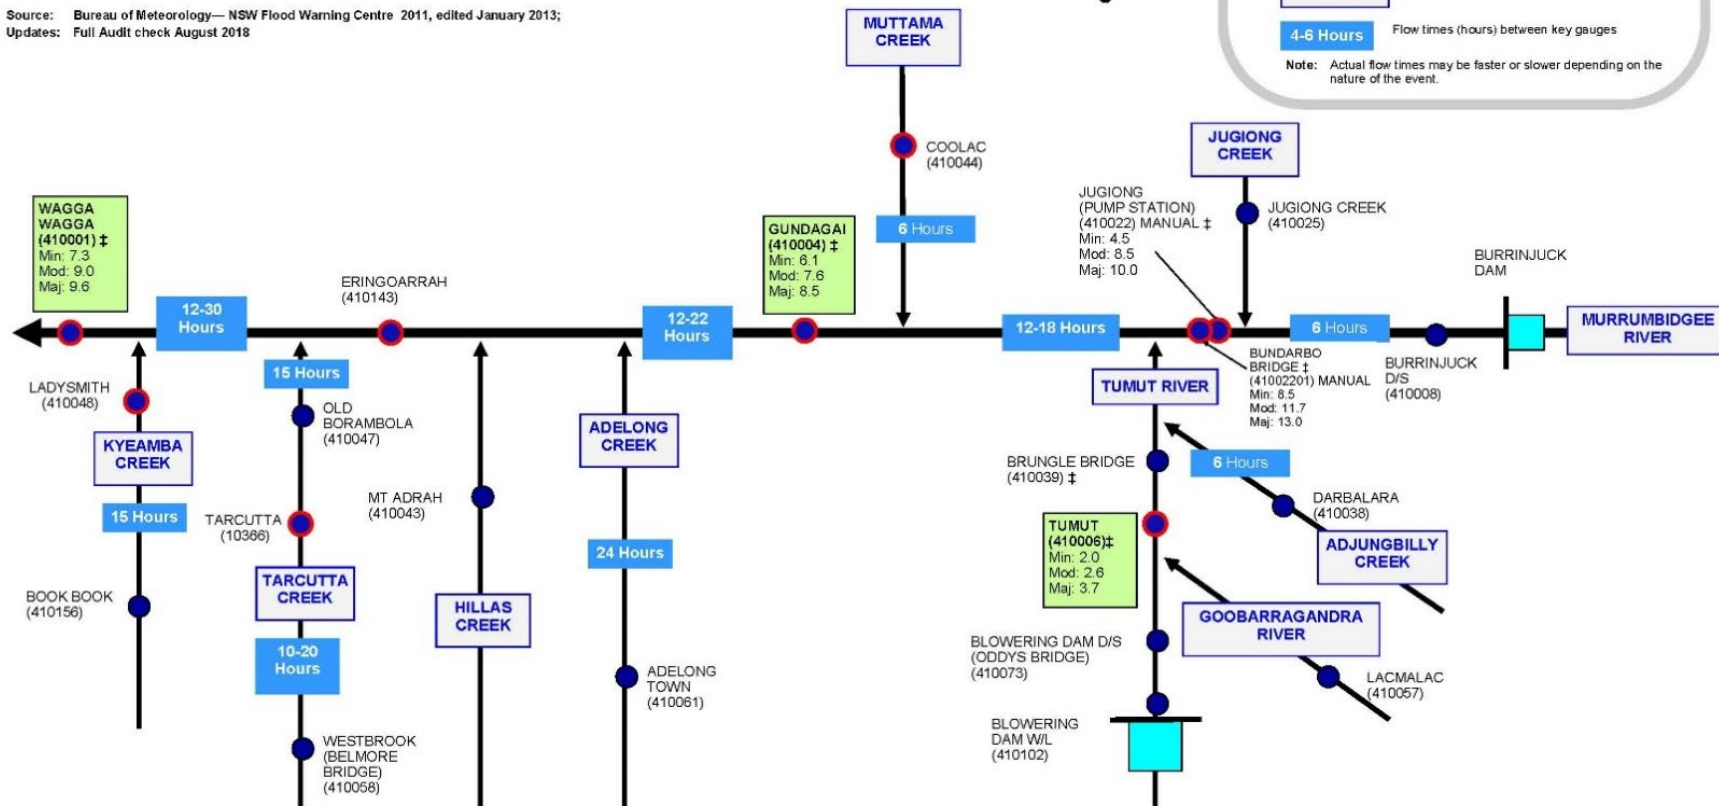 Source: Bureau of Meteorology— NSW Flood Warning Centre 2011, edited January 2013;
Updates: Full Audit check August 2018
4-6 Hours
Flow times (hours) between key gauges
Note: Actual flow times may be faster or slower depending on the
nature of the event.
MUTTAMA
CREEK
COOLAC
(410044)
6 Hours
JUGIONG
CREEK
JUGIONG CREEK
(410025)
JUGIONG
(PUMP STATION)
(410022) MANUAL ‡
Min: 4.5
Mod: 8.5
Maj: 10.0
WAGGA
WAGGA
(410001) ‡
Min: 7.3
Mod: 9.0
Maj: 9.6
12-30
Hours
ERINGOARRAH
(410143)
12-22
Hours
GUNDAGAI
(410004) ‡
Min: 6.1
Mod: 7.6
Maj: 8.5
12-18 Hours
6 Hours
BURRINJUCK
DAM
MURRUMBIDGEE
RIVER
BUNDARBO
BRIDGE ‡
(41002201) MANUAL
Min: 8.5
Mod: 11.7
Maj: 13.0
BURRINJUCK
D/S
(410008)
LADYSMITH
(410048)
KYEAMBA
CREEK
15 Hours
BOOK BOOK
(410156)
15 Hours
OLD
BORAMBOLA
(410047)
TARCUTTA
(10366)
TARCUTTA
CREEK
10-20
Hours
WESTBROOK
(BELMORE
BRIDGE)
(410058)
MT ADRAH
(410043)
HILLAS
CREEK
ADELONG
CREEK
24 Hours
ADELONG
TOWN
(410061)
TUMUT RIVER
BRUNGLE BRIDGE
(410039) ‡
6 Hours
DARBALARA
(410038)
ADJUNGBILLY
CREEK
TUMUT
(410006)‡
Min: 2.0
Mod: 2.6
Maj: 3.7
GOOBARRAGANDRA
RIVER
LACMALAC
(410057)
BLOWERING DAM D/S
(ODDYS BRIDGE)
(410073)
BLOWERING
DAM W/L
(410102)